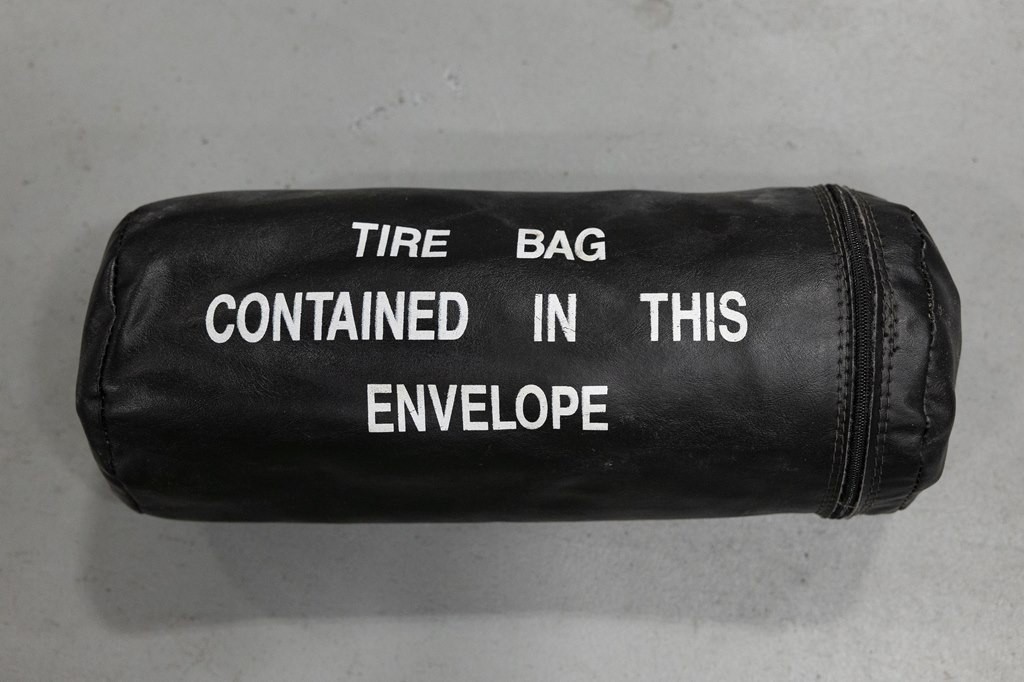 TIRE BAG
CONTAINED IN THIS
ENVELOPE